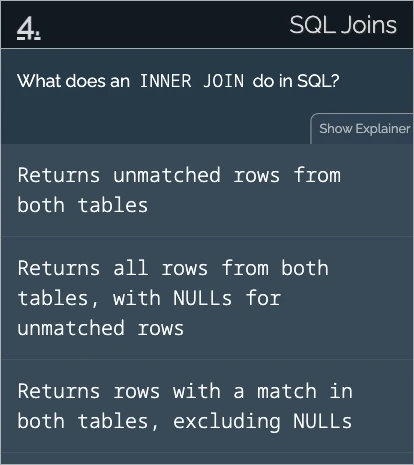 4.
SQL Joins
What does an INNER JOIN do in SQL?
Show Explainer
Returns unmatched rows from
both tables
Returns all rows from both
tables, with NULLs for
unmatched rows
Returns rows with a match in
both tables, excluding NULLs